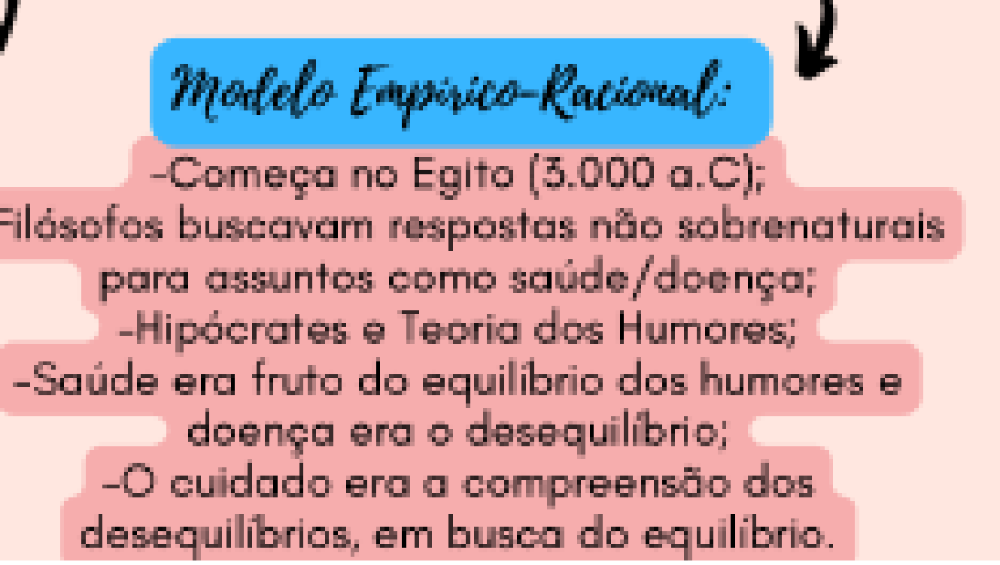 Modelo Empírico-Racional:
-Começa no Egito (3.000 a.C);
Filósofos buscavam respostas não sobrenaturais
para assuntos como saúde/doença;
-Hipócrates e Teoria dos Humores;
-Saúde era fruto do equilíbrio dos humores e
doença era o desequilíbrio;
-O cuidado era a compreensão dos
desequilíbrios, em busca do equilíbrio.